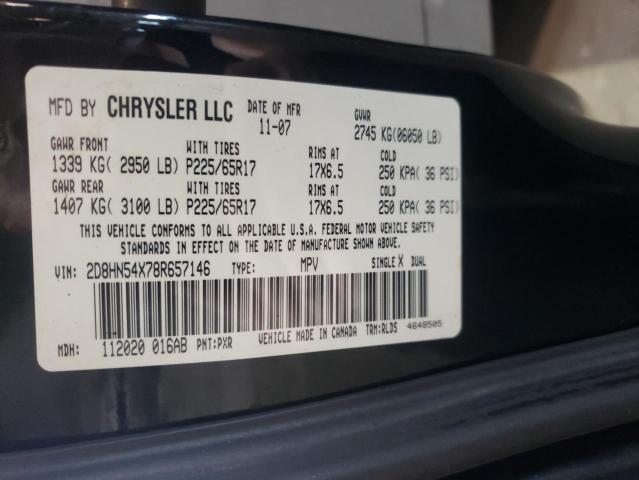 MFD BY CHRYSLER LLC DATE OF MFR 11-07 GVWR 2745 KG(06050 LB)
GAWR FRONT WITH TIRES RIMS AT COLD
1339 KG( 2950 LB) P225/65R17 17X6.5 250 KPA( 36 PSI)
GAWR REAR WITH TIRES RIMS AT COLD
1407 KG( 3100 LB) P225/65R17 17X6.5 250 KPA( 36 PSI)
THIS VEHICLE CONFORMS TO ALL APPLICABLE U.S.A. FEDERAL MOTOR VEHICLE SAFETY
STANDARDS IN EFFECT ON THE DATE OF MANUFACTURE SHOWN ABOVE.
VIN: 2D8HN54X78R657146 TYPE: MPV SINGLE X DUAL
MDH: 112020 016AB PNT:PXR VEHICLE MADE IN CANADA TRM:RLDS 4648505